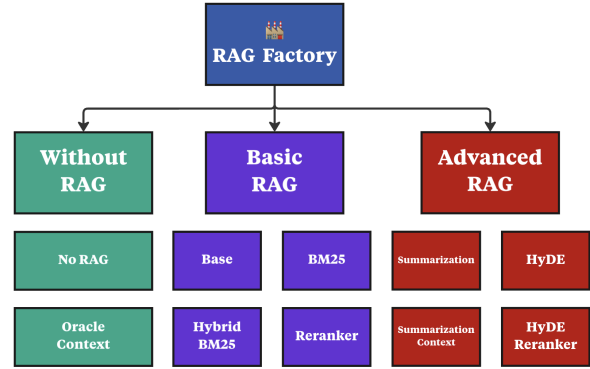 RAG Factory
Without
RAG
Basic
RAG
Advanced
RAG
No RAG
Base
BM25
Summarization
HyDE
Oracle
Context
Hybrid
BM25
Reranker
Summarization
Context
HyDE
Reranker